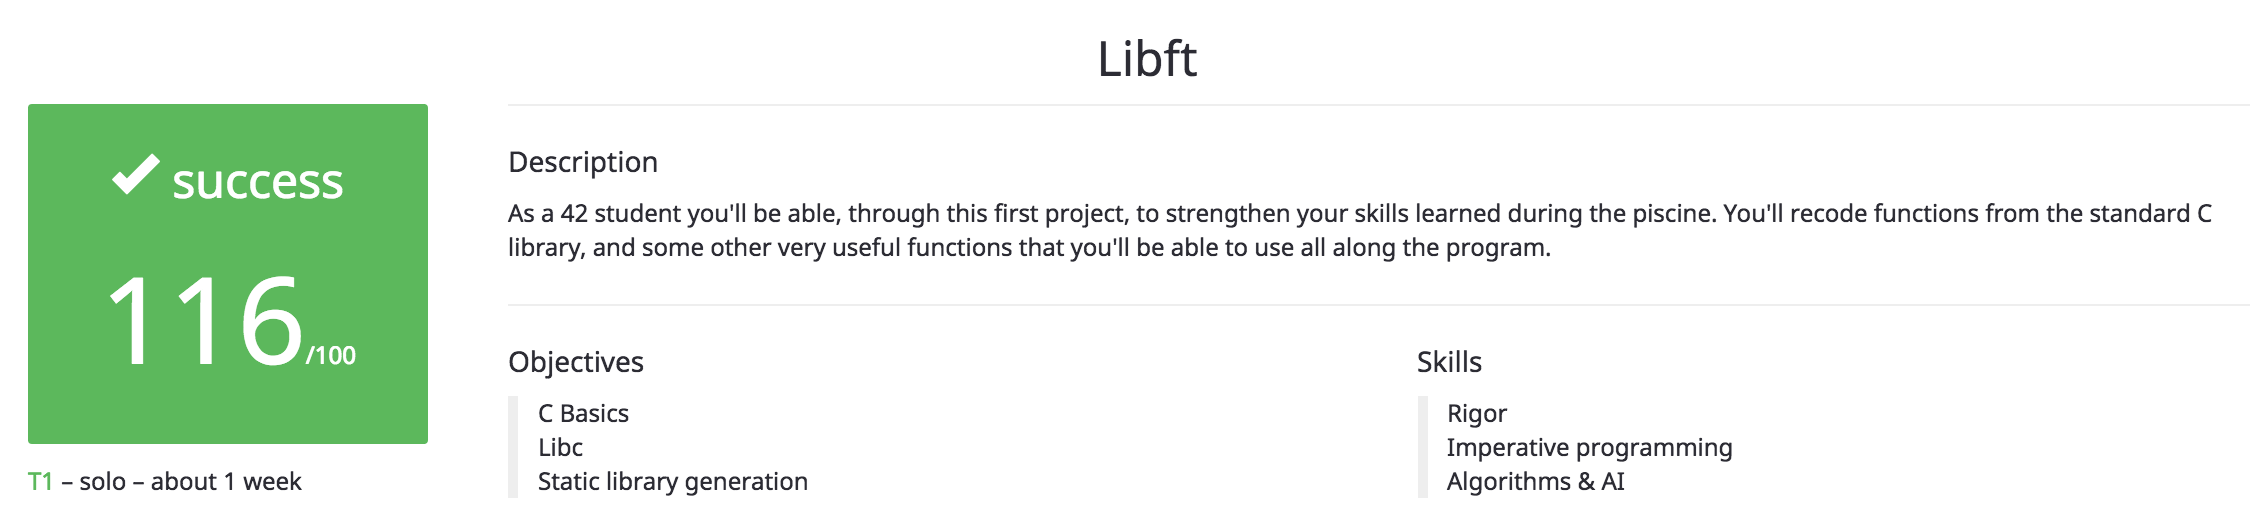 Libft
success
116/100
T1 – solo – about 1 week
Description
As a 42 student you'll be able, through this first project, to strengthen your skills learned during the piscine. You'll recode functions from the standard C
library, and some other very useful functions that you'll be able to use all along the program.
Objectives
C Basics
Libc
Static library generation
Skills
Rigor
Imperative programming
Algorithms & AI